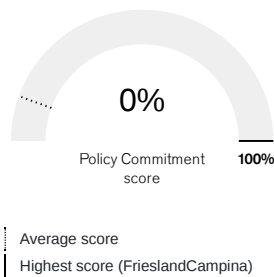 0%
Policy Commitment
score
100%
Average score
Highest score (FrieslandCampina)